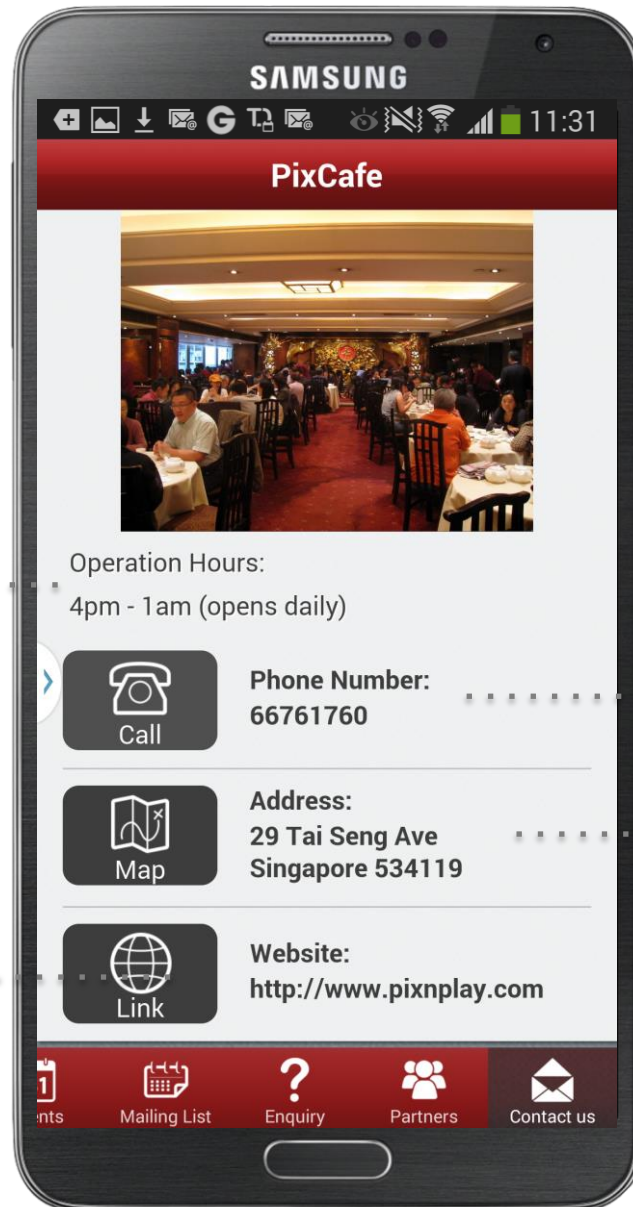 SAMSUNG
11:31
PixCafe
Operation Hours:
4pm - 1am (opens daily)
Call
Phone Number:
66761760
Map
Address:
29 Tai Seng Ave
Singapore 534119
Link
Website:
http://www.pixnplay.com
nts
Mailing List
Enquiry
Partners
Contact us